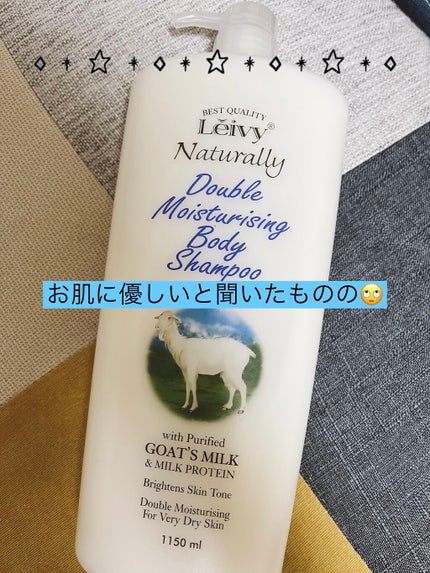 BEST QUALITY
Lěivy®
Naturally
Double
Moisturising
Body
Shampoo
お肌に優しいと聞いたものの🙄
with Purified
GOAT'S MILK
& MILK PROTEIN
Brightens Skin Tone
Double Moisturising
For Very Dry Skin
1150 ml